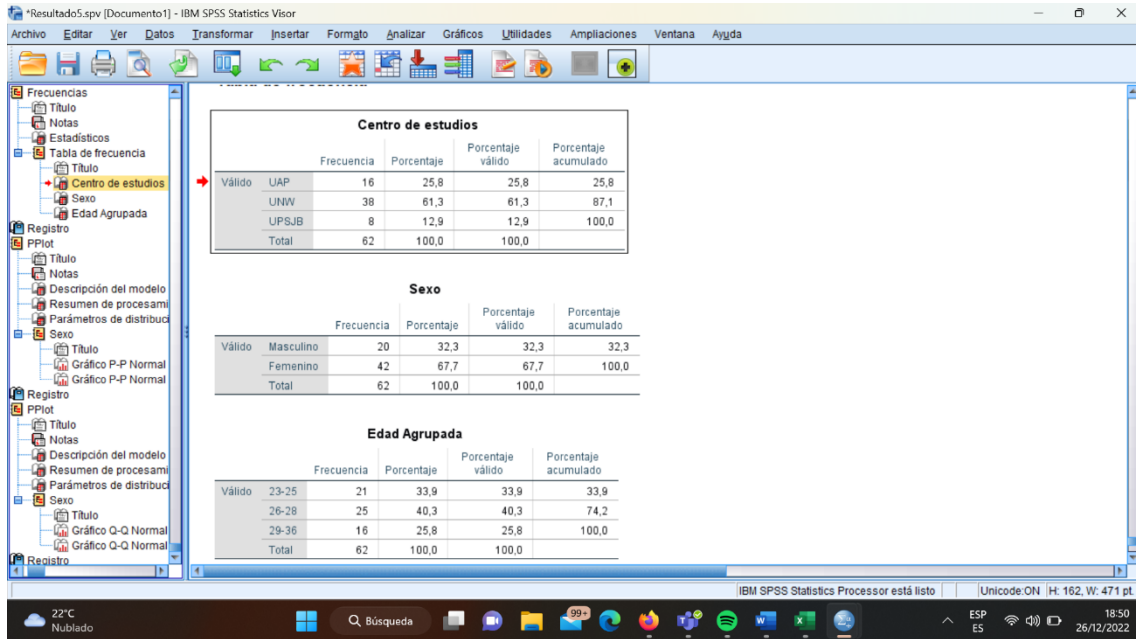 *Resultado5.spv [Documento1] - IBM SPSS Statistics Visor
Archivo Editar Ver Datos Transformar Insertar Formato Analizar Gráficos Utilidades Ampliaciones Ventana Ayuda
Frecuencias
Título
Notas
Estadísticos
Tabla de frecuencia
Título
Centro de estudios
Sexo
Edad Agrupada
Registro
PPlot
Título
Notas
Descripción del modelo
Resumen de procesami
Parámetros de distribuci
Sexo
Título
Gráfico P-P Normal
Gráfico P-P Normal
Registro
PPlot
Título
Notas
Descripción del modelo
Resumen de procesami
Parámetros de distribuci
Sexo
Título
Gráfico Q-Q Normal
Gráfico Q-Q Normal
Registro
Centro de estudios
Frecuencia Porcentaje Porcentaje válido Porcentaje acumulado
Válido UAP 16 25,8 25,8 25,8
UNW 38 61,3 61,3 87,1
UPSJB 8 12,9 12,9 100,0
Total 62 100,0 100,0
Sexo
Frecuencia Porcentaje Porcentaje válido Porcentaje acumulado
Válido Masculino 20 32,3 32,3 32,3
Femenino 42 67,7 67,7 100,0
Total 62 100,0 100,0
Edad Agrupada
Frecuencia Porcentaje Porcentaje válido Porcentaje acumulado
Válido 23-25 21 33,9 33,9 33,9
26-28 25 40,3 40,3 74,2
29-36 16 25,8 25,8 100,0
Total 62 100,0 100,0
IBM SPSS Statistics Processor está listo Unicode:ON H: 162, W: 471 pt.
22°C
Nublado
Búsqueda
99+
ESP
ES
18:50
26/12/2022